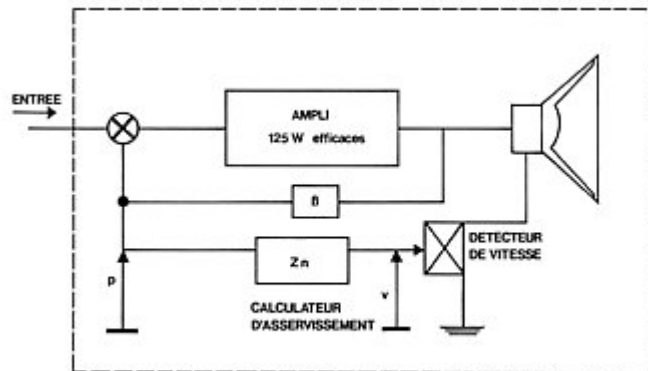 ENTREE
AMPLI
125 W efficaces
B
Zn
DETECTEUR
DE VITESSE
p
v
CALCULATEUR
D'ASSERVISSEMENT